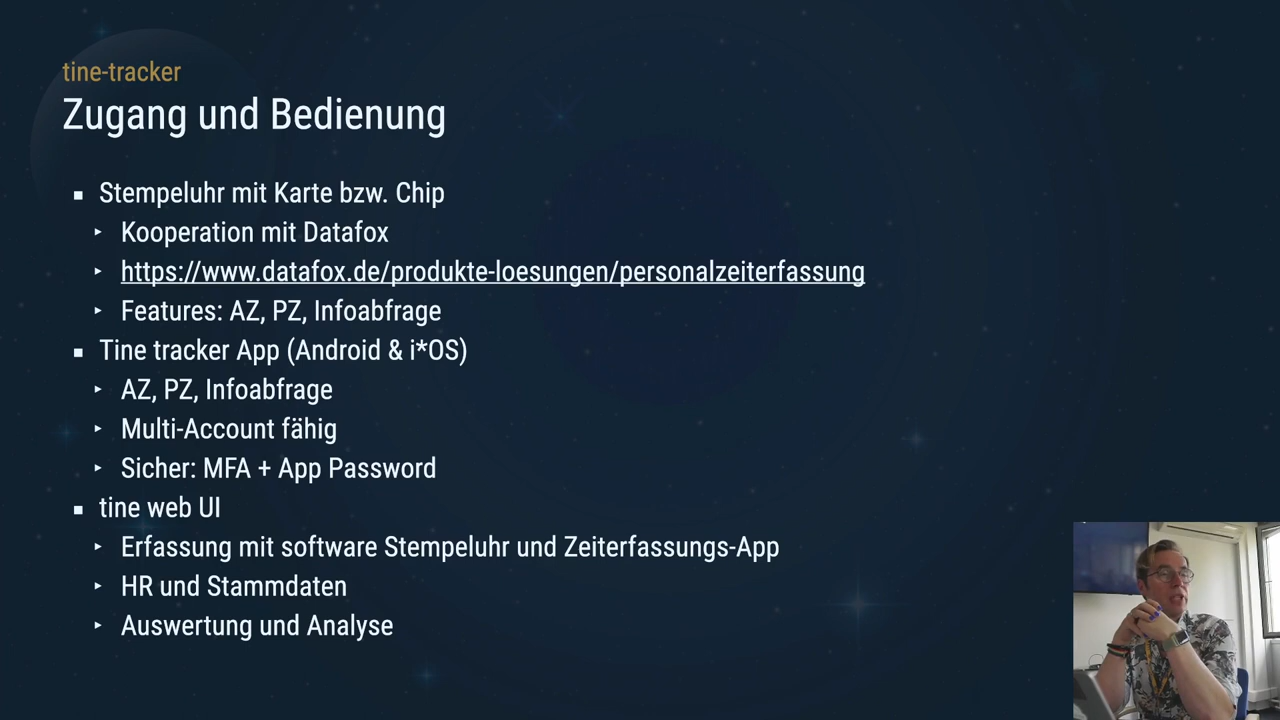 tine-tracker
Zugang und Bedienung
Stempeluhr mit Karte bzw. Chip
Kooperation mit Datafox
https://www.datafox.de/produkte-loesungen/personalzeiterfassung
Features: AZ, PZ, Infoabfrage
Tine tracker App (Android & i*OS)
AZ, PZ, Infoabfrage
Multi-Account fähig
Sicher: MFA + App Password
tine web UI
Erfassung mit software Stempeluhr und Zeiterfassungs-App
HR und Stammdaten
Auswertung und Analyse